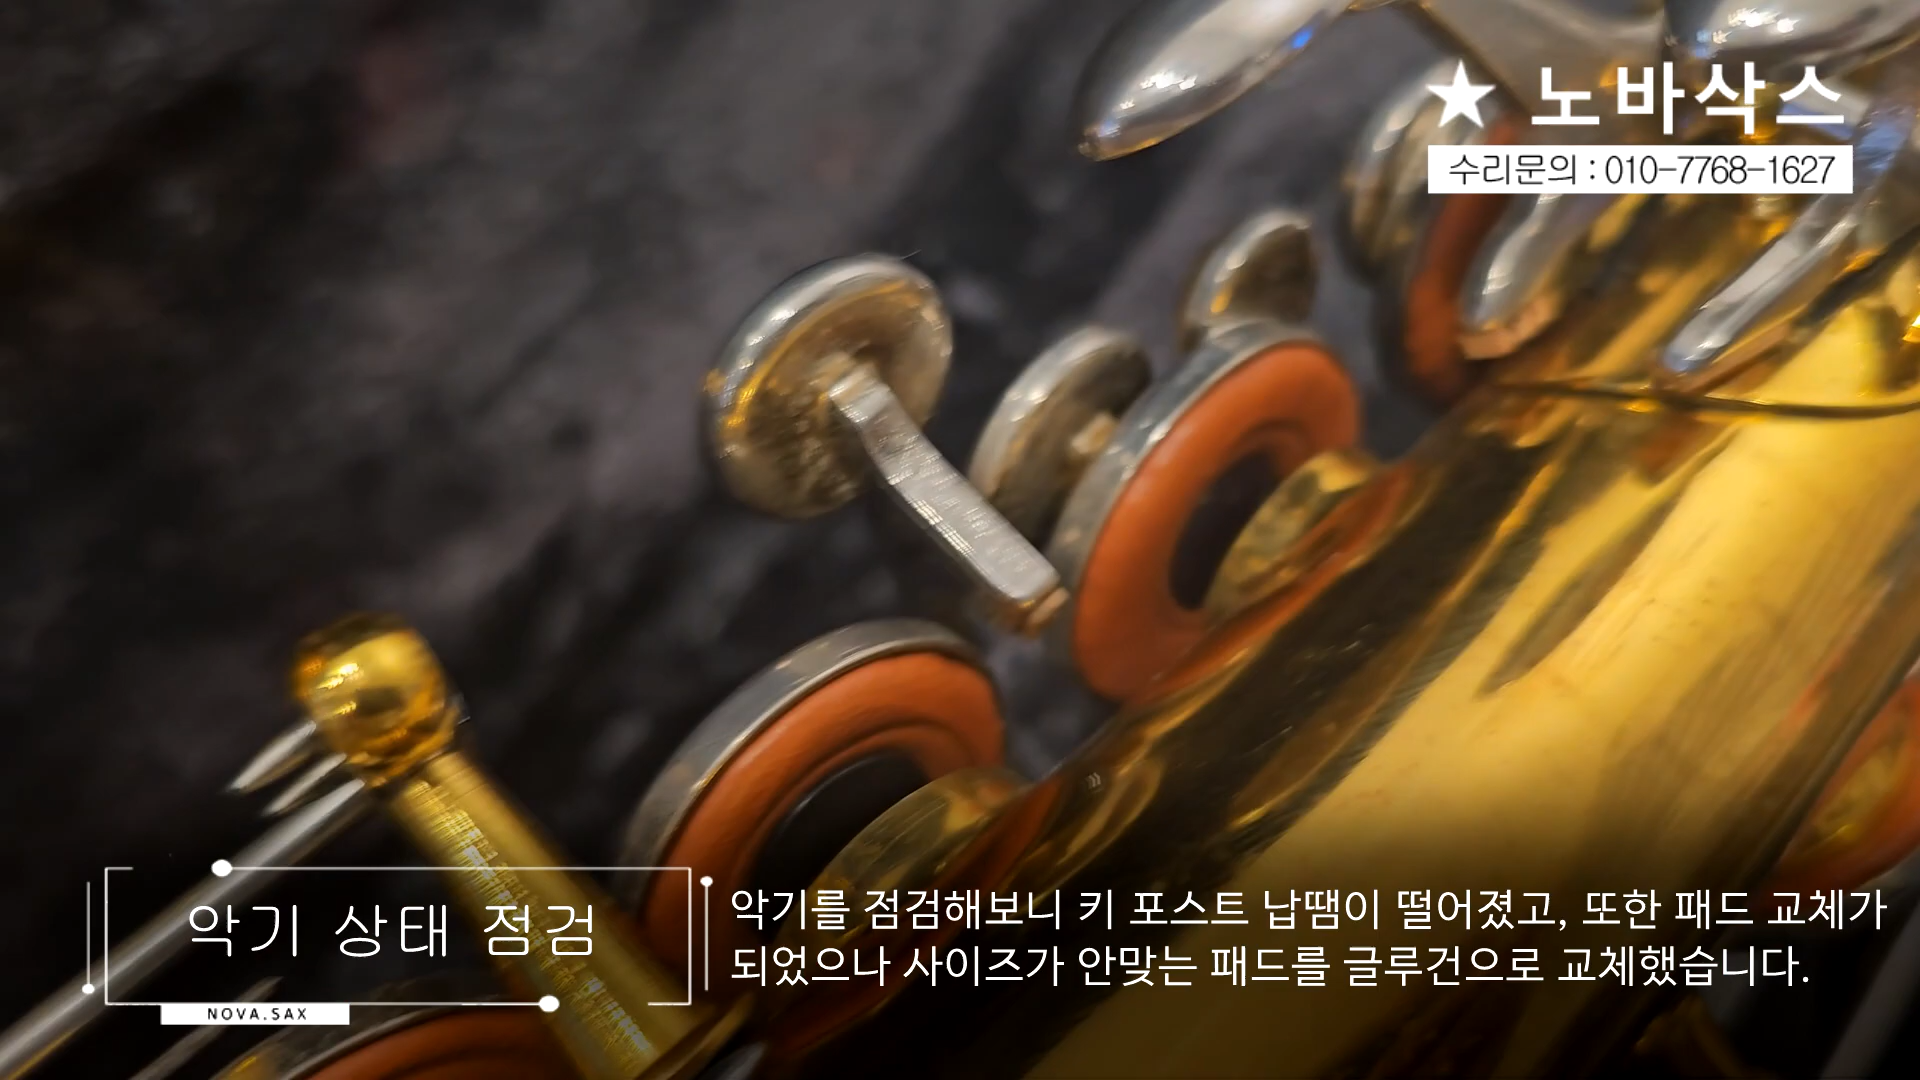 ★ 노바삭스
수리문의 : 010-7768-1627
악기 상태 점검
NOVA.SAX
악기를 점검해보니 키 포스트 납땜이 떨어졌고, 또한 패드 교체가
되었으나 사이즈가 안맞는 패드를 글루건으로 교체했습니다.